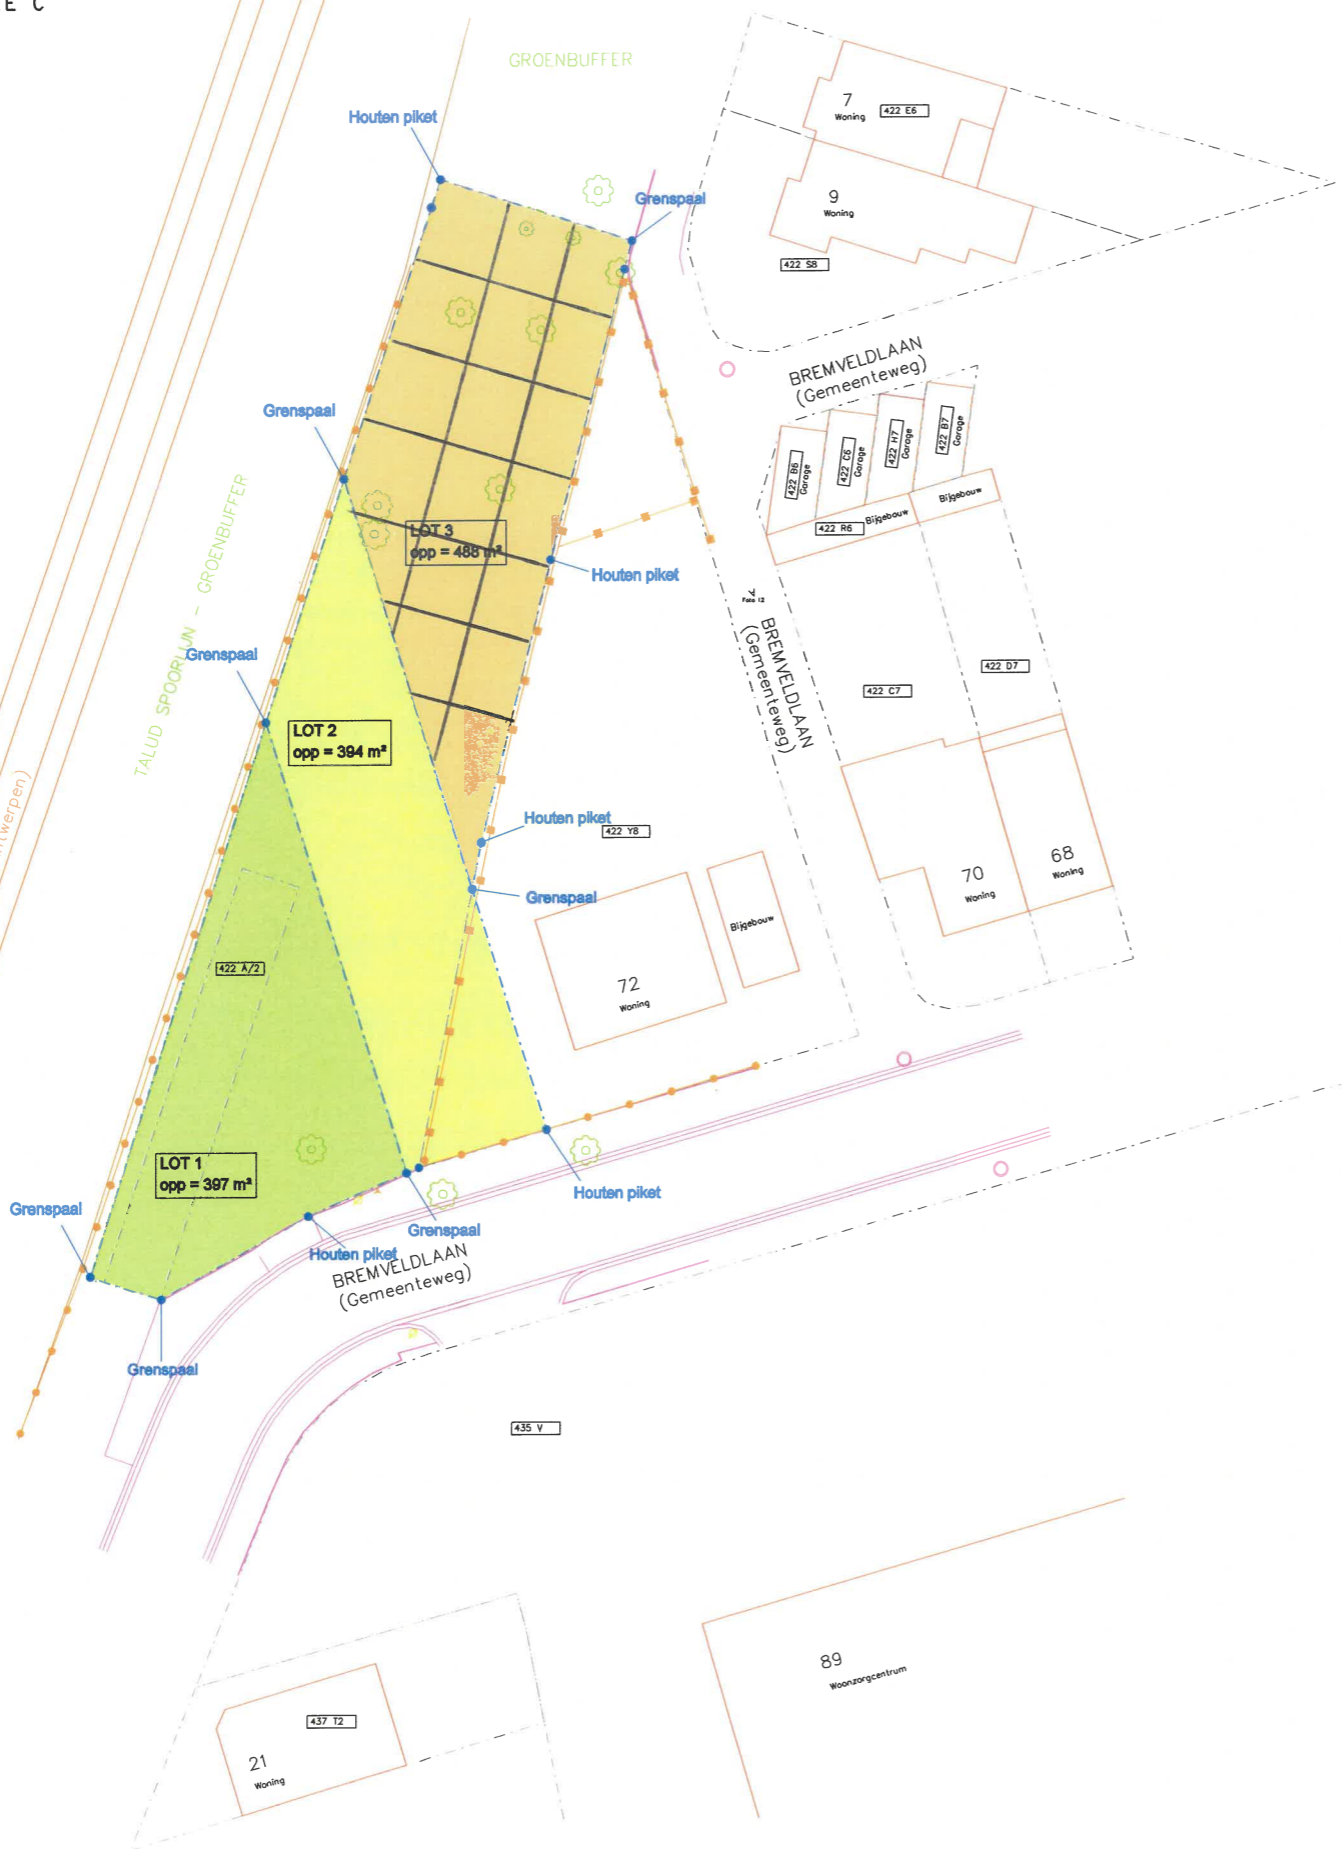 E C
GROENBUFFER
Houten piket
7
Woning
422 E6
Grenspaal
9
Woning
422 S8
BREMVELDLAAN
(Gemeenteweg)
Grenspaal
422 B6
Garage
422 C6
Garage
422 H7
Garage
422 B7
Garage
Bijgebouw
Bijgebouw
422 R6
LOT 3
opp = 488 m²
Houten piket
Foto 12
TALUD SPOORLIJN - GROENBUFFER
BREMVELDLAAN
(Gemeenteweg)
Grenspaal
422 D7
422 C7
LOT 2
opp = 394 m²
Houten piket
422 Y8
68
Woning
70
Woning
Grenspaal
Bijgebouw
422 A/2
72
Woning
LOT 1
opp = 397 m²
Grenspaal
Houten piket
Grenspaal
Houten piket
BREMVELDLAAN
(Gemeenteweg)
Grenspaal
435 V
89
Woonzorgcentrum
437 T2
21
Woning